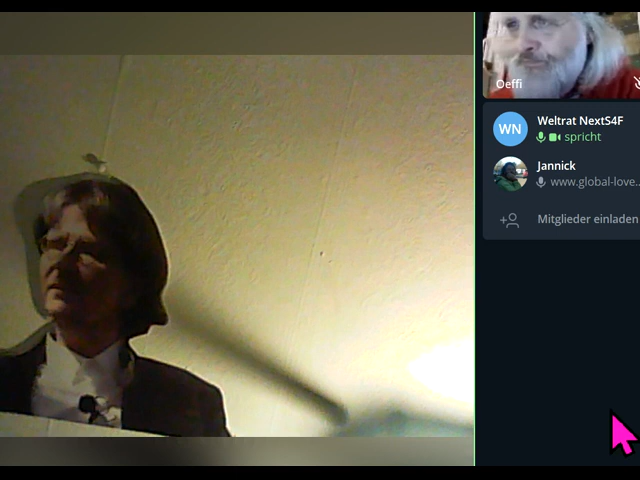 Oeffi
WN
Weltrat NextS4F
spricht
Jannick
www.global-love..
Mitglieder einladen